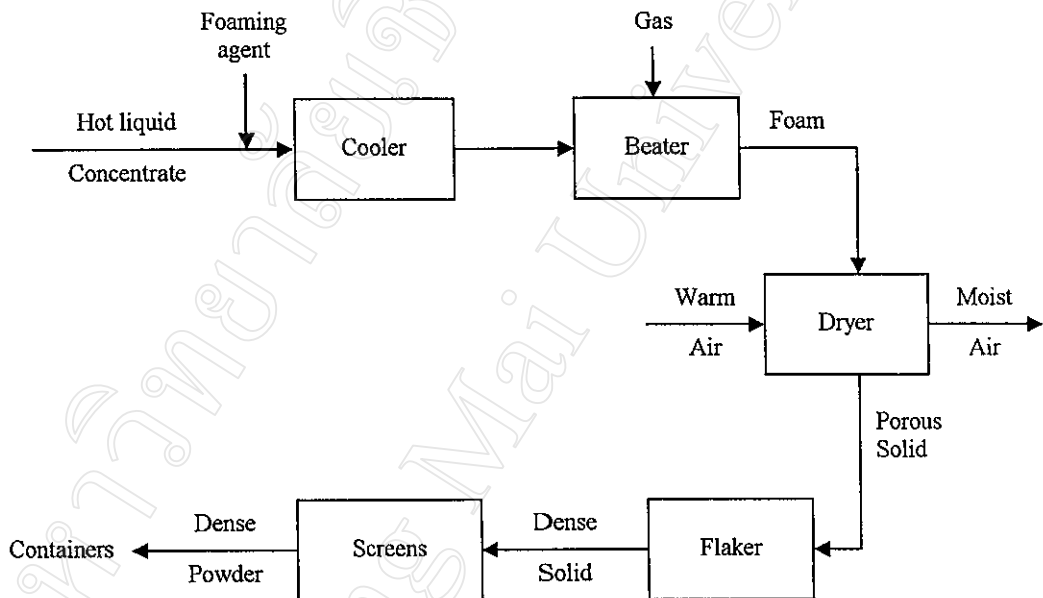 Foaming
agent
Gas
Hot liquid
Concentrate
Cooler
Beater
Foam
Warm
Air
Dryer
Moist
Air
Porous
Solid
Containers
Dense
Powder
Screens
Dense
Solid
Flaker